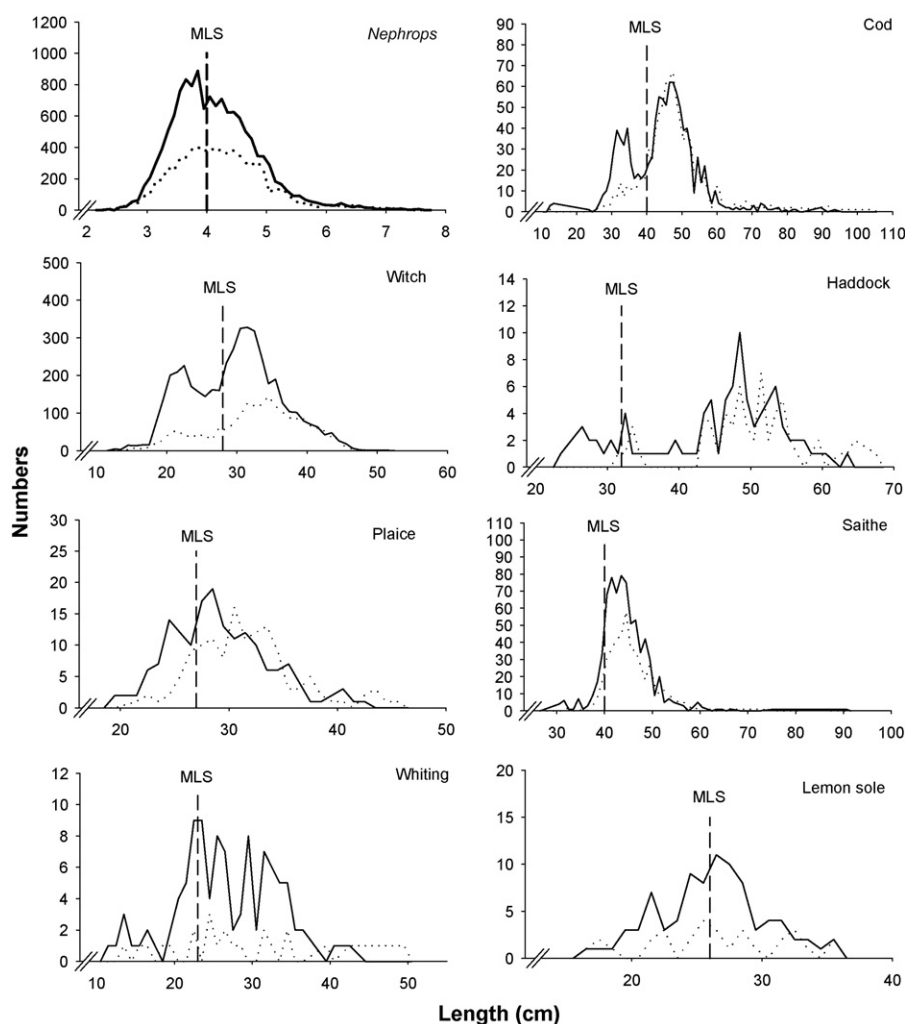 Numbers
Nephrops
MLS
1200
1000
800
600
400
200
0
2 3 4 5 6 7 8
Cod
MLS
90
80
70
60
50
40
30
20
10
0
10 20 30 40 50 60 70 80 90 100 110
Witch
MLS
500
400
300
200
100
0
10 20 30 40 50 60
Haddock
MLS
14
12
10
8
6
4
2
0
20 30 40 50 60 70
Plaice
MLS
30
25
20
15
10
5
0
20 30 40 50
Saithe
MLS
110
100
90
80
70
60
50
40
30
20
10
0
30 40 50 60 70 80 90 100
Whiting
MLS
12
10
8
6
4
2
0
10 20 30 40 50
Lemon sole
MLS
20
15
10
5
0
20 30 40
Length (cm)